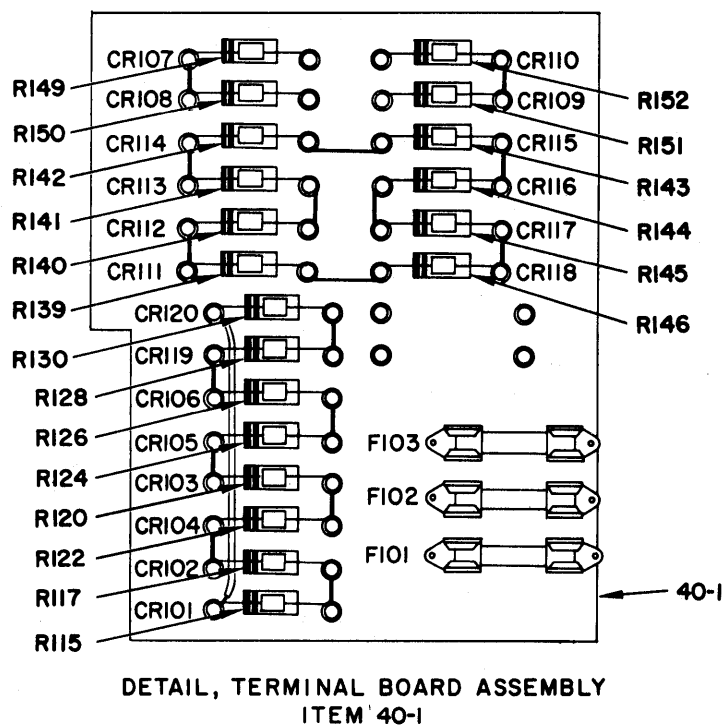 CR107 CR110
R149 R152
CR108 CR109
R150 R151
CR114 CR115
R142 R143
CR113 CR116
R141 R144
CR112 CR117
R140 R145
CR111 CR118
R139 R146
CR120
R130
CR119
R128
CR106
R126
CR105 F103
R124
CR103 F102
R120
CR104
R122 F101
CR102
R117 40-1
CR101
R115
DETAIL, TERMINAL BOARD ASSEMBLY
ITEM 40-1